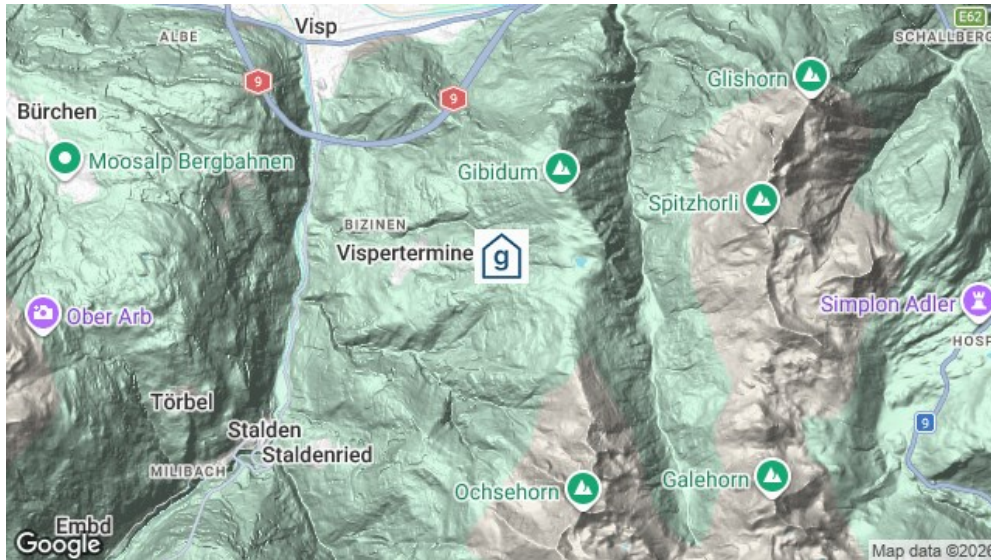 Visp
E62
ALBE
SCHALLBERG
9
9
Glishorn
Bürchen
Moosalp Bergbahnen
Gibidum
Spitzhorli
BIZINEN
Vispertermine
g
Ober Arb
Simplon Adler
HOSP
Törbel
Stalden
Staldenried
9
MILIBACH
Ochsehorn
Galehorn
Embd
Google
Map data ©2026